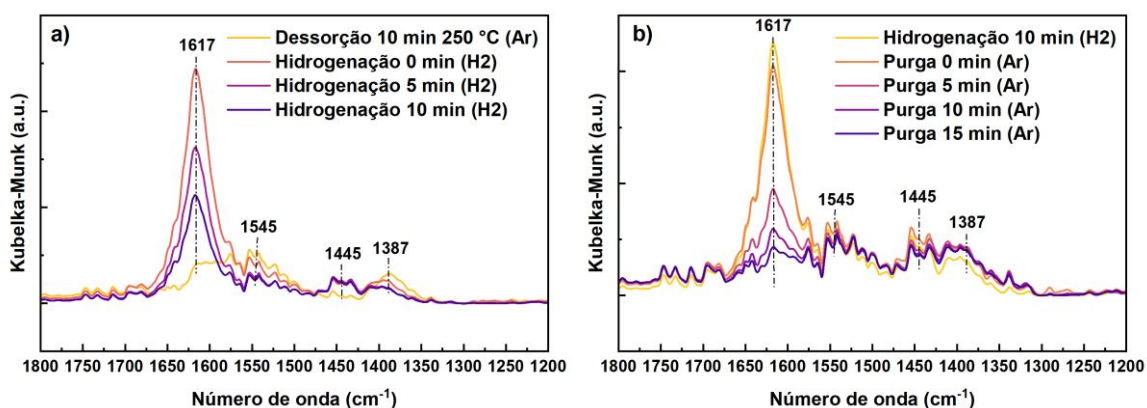 a)
1617
Dessorção 10 min 250 °C (Ar)
Hidrogenação 0 min (H2)
Hidrogenação 5 min (H2)
Hidrogenação 10 min (H2)
1545
1445
1387
Kubelka-Munk (a.u.)
1800 1750 1700 1650 1600 1550 1500 1450 1400 1350 1300 1250 1200
Número de onda (cm⁻¹)
b)
1617
Hidrogenação 10 min (H2)
Purga 0 min (Ar)
Purga 5 min (Ar)
Purga 10 min (Ar)
Purga 15 min (Ar)
1545
1445
1387
Kubelka-Munk (a.u.)
1800 1750 1700 1650 1600 1550 1500 1450 1400 1350 1300 1250 1200
Número de onda (cm⁻¹)